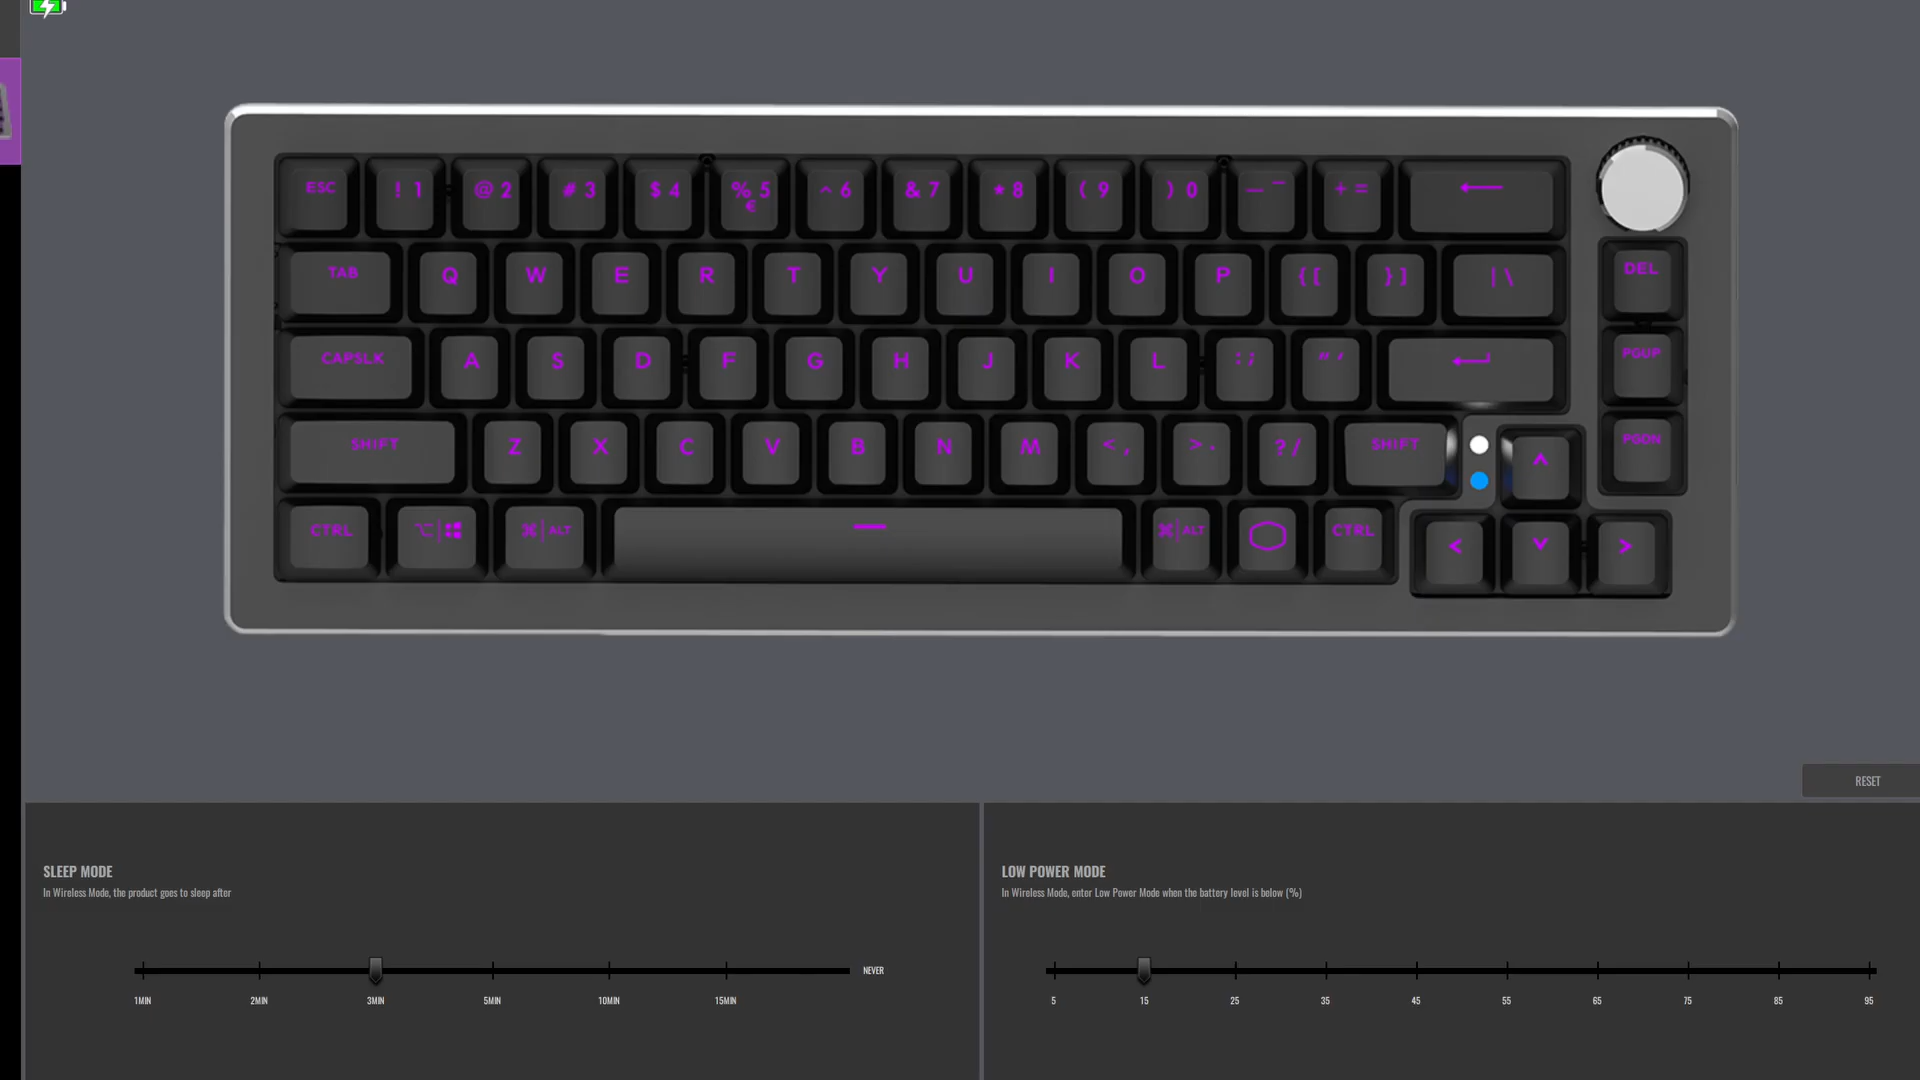 ESC ! 1 @ 2 # 3 $ 4 % 5 € ^ 6 & 7 * 8 ( 9 ) 0 — – + =
TAB Q W E R T Y U I O P { [ } ] | \ DEL
CAPSLK A S D F G H J K L : ; " ' PGUP
SHIFT Z X C V B N M < , > . ? / SHIFT PGDN
CTRL ALT ALT CTRL
RESET
SLEEP MODE
In Wireless Mode, the product goes to sleep after
NEVER
1MIN 2MIN 3MIN 5MIN 10MIN 15MIN
LOW POWER MODE
In Wireless Mode, enter Low Power Mode when the battery level is below (%)
5 15 25 35 45 55 65 75 85 95